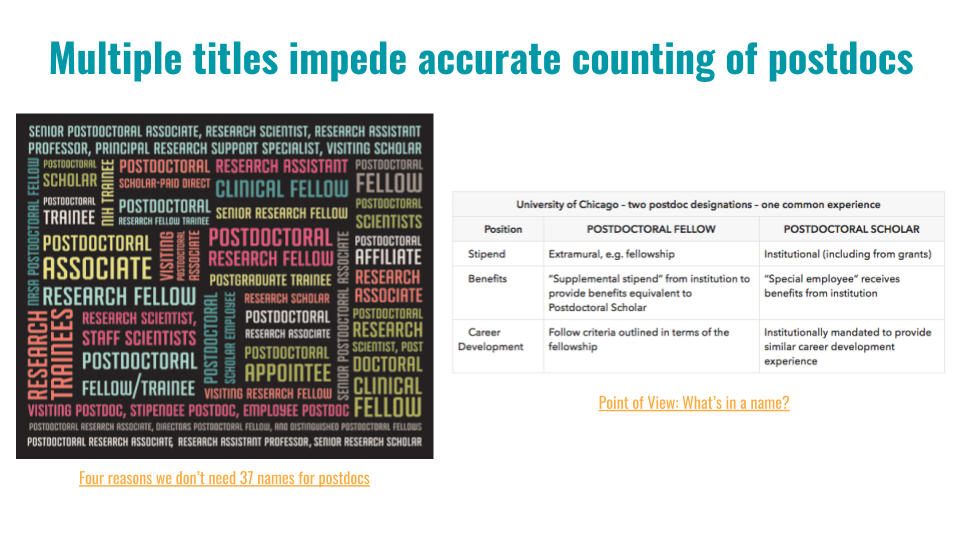 Multiple titles impede accurate counting of postdocs
SENIOR POSTDOCTORAL ASSOCIATE, RESEARCH SCIENTIST, RESEARCH ASSISTANT
PROFESSOR, PRINCIPAL RESEARCH SUPPORT SPECIALIST, VISITING SCHOLAR
NRSA POSTDOCTORAL FELLOW
POSTDOCTORAL
SCHOLAR
NIH TRAINEE
POSTDOCTORAL
SCHOLAR-PAID DIRECT
RESEARCH ASSISTANT
CLINICAL FELLOW
POSTDOCTORAL
FELLOW
POSTDOCTORAL
TRAINEE
POSTDOCTORAL
RESEARCH FELLOW TRAINEE
SENIOR RESEARCH FELLOW
POSTDOCTORAL
SCIENTISTS
POSTDOCTORAL
ASSOCIATE
VISITING
POSTDOCTORAL
ASSOCIATE
POSTDOCTORAL
RESEARCH FELLOW
POSTDOCTORAL
AFFILIATE
POSTGRADUATE TRAINEE
RESEARCH
ASSOCIATE
RESEARCH FELLOW
RESEARCH
TRAINEES
RESEARCH SCIENTIST,
STAFF SCIENTISTS
POSTDOCTORAL
SCHOLAR EMPLOYEE
RESEARCH SCHOLAR
POSTDOCTORAL
RESEARCH ASSOCIATE
SENIOR POSTDOCTORAL ASSOCIATE
POSTDOCTORAL
RESEARCH
SCIENTIST, POST
DOCTORAL
CLINICAL
FELLOW
POSTDOCTORAL
FELLOW/TRAINEE
POSTDOCTORAL
APPOINTEE
VISITING RESEARCH FELLOW
VISITING POSTDOC, STIPENDEE POSTDOC, EMPLOYEE POSTDOC
POSTDOCTORAL RESEARCH ASSOCIATE, DIRECTORS POSTDOCTORAL FELLOW, AND DISTINGUISHED POSTDOCTORAL FELLOWS
POSTDOCTORAL RESEARCH ASSOCIATE, RESEARCH ASSISTANT PROFESSOR, SENIOR RESEARCH SCHOLAR
Four reasons we don't need 37 names for postdocs
University of Chicago – two postdoc designations – one common experience
Position POSTDOCTORAL FELLOW POSTDOCTORAL SCHOLAR
Stipend Extramural, e.g. fellowship Institutional (including from grants)
Benefits "Supplemental stipend" from institution to "Special employee" receives
provide benefits equivalent to benefits from institution
Postdoctoral Scholar
Career Follow criteria outlined in terms of the Institutionally mandated to provide
Development fellowship similar career development
experience
Point of View: What's in a name?